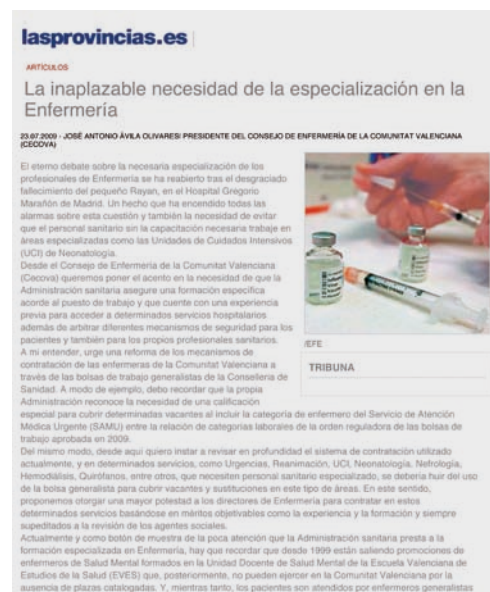 lasprovincias.es
ARTÍCULOS
La inaplazable necesidad de la especialización en la
Enfermería
23.07.2009 - JOSÉ ANTONIO ÁVILA OLIVARES/ PRESIDENTE DEL CONSEJO DE ENFERMERÍA DE LA COMUNITAT VALENCIANA
(CECOVA)
El eterno debate sobre la necesaria especialización de los
profesionales de Enfermería se ha reabierto tras el desgraciado
fallecimiento del pequeño Rayan, en el Hospital Gregorio
Marañón de Madrid. Un hecho que ha encendido todas las
alarmas sobre esta cuestión y también la necesidad de evitar
que el personal sanitario sin la capacitación necesaria trabaje en
áreas especializadas como las Unidades de Cuidados Intensivos
(UCI) de Neonatología.
Desde el Consejo de Enfermería de la Comunitat Valenciana
(Cecova) queremos poner el acento en la necesidad de que la
Administración sanitaria asegure una formación específica
acorde al puesto de trabajo y que cuente con una experiencia
previa para acceder a determinados servicios hospitalarios
además de arbitrar diferentes mecanismos de seguridad para los
pacientes y también para los propios profesionales sanitarios.
A mi entender, urge una reforma de los mecanismos de
contratación de las enfermeras de la Comunitat Valenciana a
través de las bolsas de trabajo generalistas de la Conselleria de
Sanidad. A modo de ejemplo, debo recordar que la propia
Administración reconoce la necesidad de una calificación
especial para cubrir determinadas vacantes al incluir la categoría de enfermero del Servicio de Atención
Médica Urgente (SAMU) entre la relación de categorías laborales de la orden reguladora de las bolsas de
trabajo aprobada en 2009.
Del mismo modo, desde aquí quiero instar a revisar en profundidad el sistema de contratación utilizado
actualmente, y en determinados servicios, como Urgencias, Reanimación, UCI, Neonatología, Nefrología,
Hemodiálisis, Quirófanos, entre otros, que necesiten personal sanitario especializado, se debería huir del uso
de la bolsa generalista para cubrir vacantes y sustituciones en este tipo de áreas. En este sentido,
proponemos otorgar una mayor potestad a los directores de Enfermería para contratar en estos
determinados servicios basándose en méritos objetivables como la experiencia y la formación y siempre
supeditados a la revisión de los agentes sociales.
Actualmente y como botón de muestra de la poca atención que la Administración sanitaria presta a la
formación especializada en Enfermería, hay que recordar que desde 1999 están saliendo promociones de
enfermeros de Salud Mental formados en la Unidad Docente de Salud Mental de la Escuela Valenciana de
Estudios de la Salud (EVES) que, posteriormente, no pueden ejercer en la Comunitat Valenciana por la
ausencia de plazas catalogadas. Y, mientras tanto, los pacientes son atendidos por enfermeros generalistas
/EFE
TRIBUNA